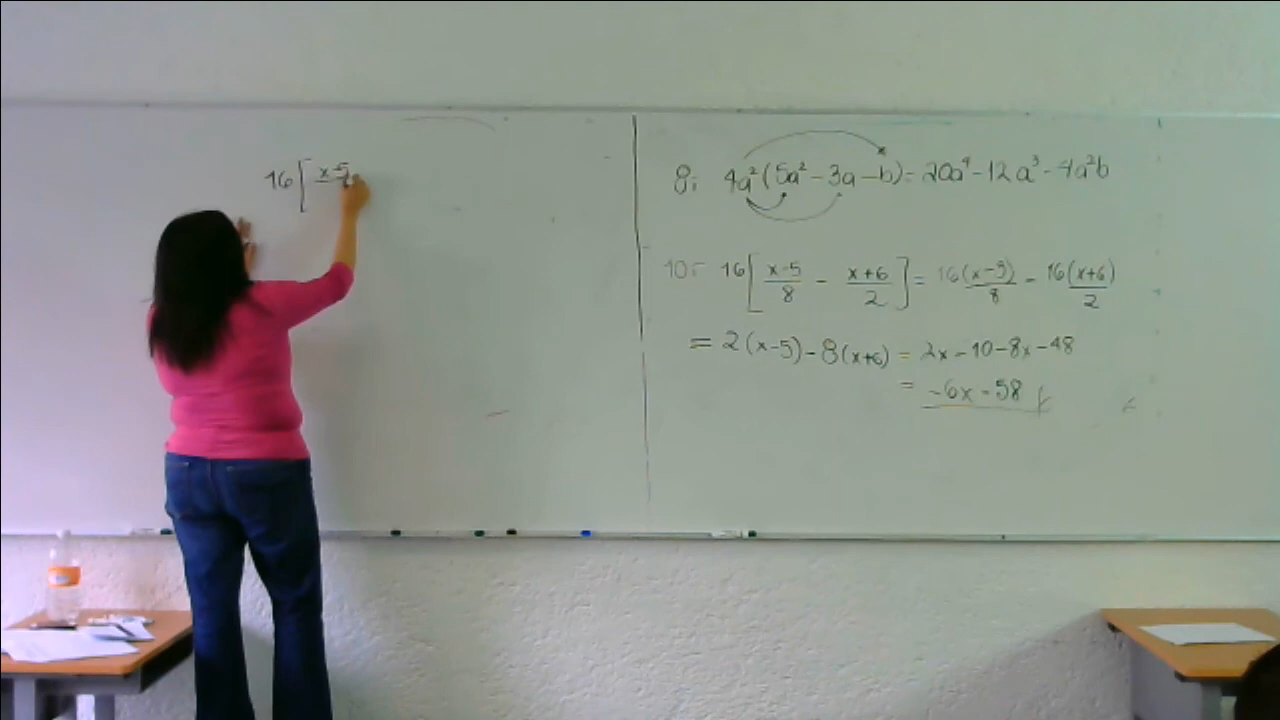 16[ x-5
8: 4a²(5a² - 3a - b) = 20a⁴ - 12a³ - 4a²b
10: 16[ (x-5)/8 - (x+6)/2 ] = 16(x-5)/8 - 16(x+6)/2
= 2(x-5) - 8(x+6) = 2x - 10 - 8x - 48
= -6x - 58